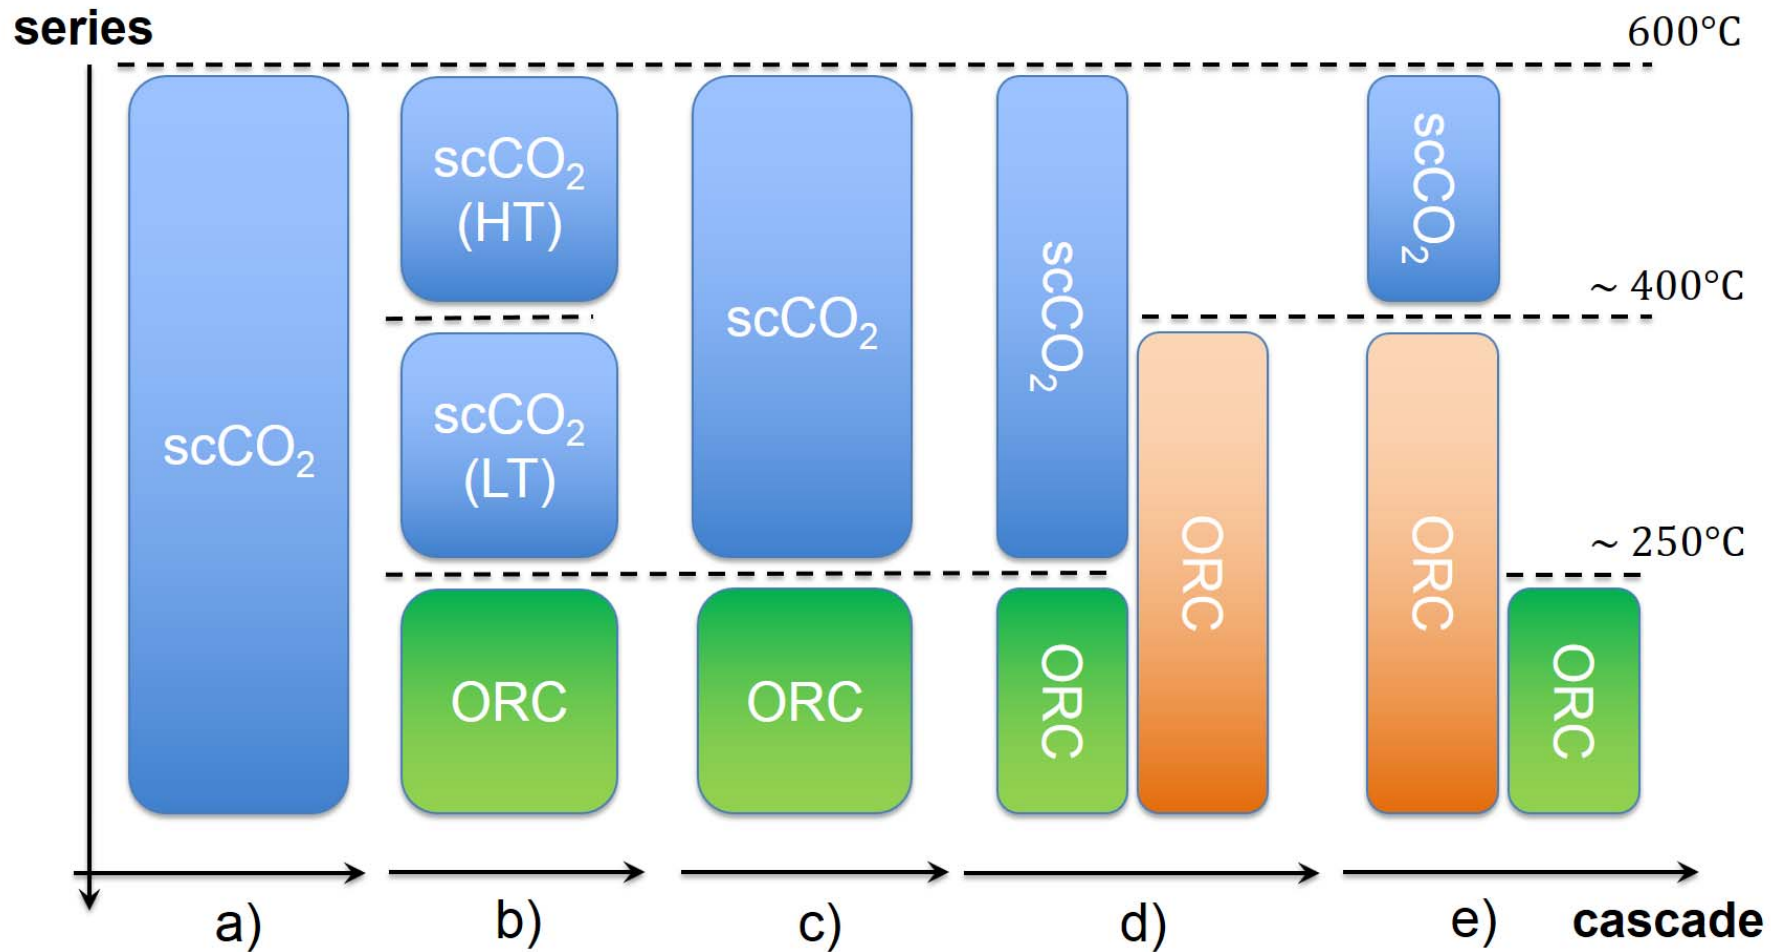 series
600°C
scCO₂
(HT)
scCO₂
~ 400°C
scCO₂
scCO₂
scCO₂
(LT)
scCO₂
~ 250°C
ORC
ORC
ORC
ORC
ORC
ORC
a)
b)
c)
d)
e)
cascade